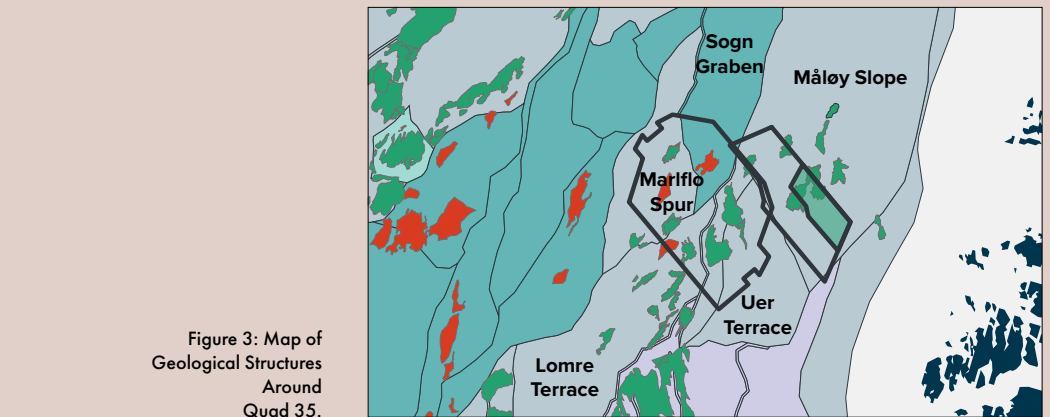 Sogn
Graben
Måløy Slope
Marlflo
Spur
Uer
Terrace
Lomre
Terrace
Figure 3: Map of
Geological Structures
Around
Quad 35.